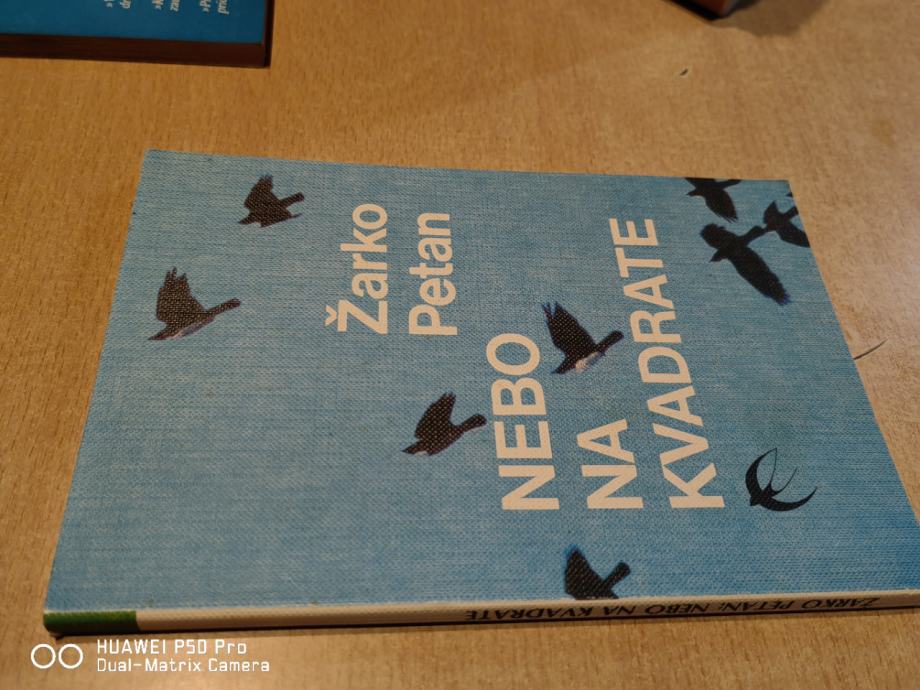 Žarko
Petan
NEBO
NA
KVADRATE
ŽARKO PETAN: NEBO NA KVADRATE
HUAWEI P50 Pro
Dual-Matrix Camera